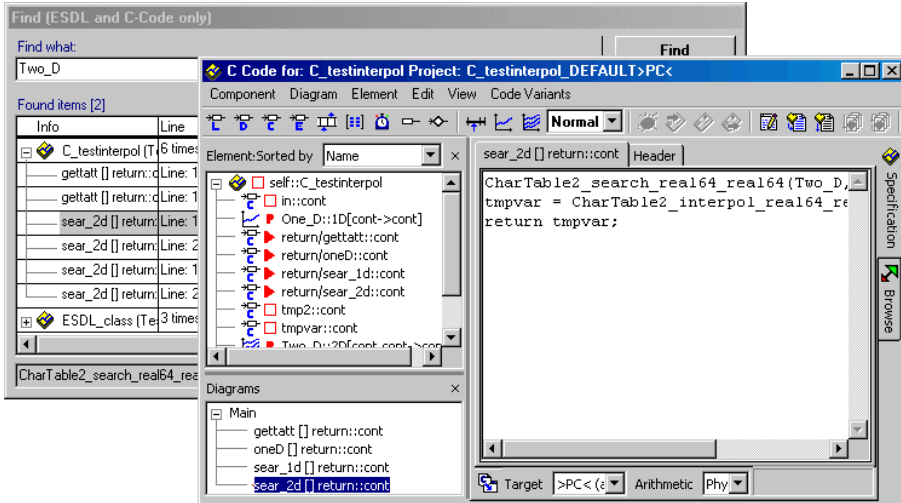 Find (ESDL and C-Code only)
Find what:
Two_D
Find
Found items [2]
Info Line
C_testinterpol (T 6 times
gettatt [] return::c Line: 1
gettatt [] return::c Line: 1
sear_2d [] return: Line: 1
sear_2d [] return: Line: 2
sear_2d [] return: Line: 1
sear_2d [] return: Line: 2
ESDL_class (Te 3 times
CharTable2_search_real64_rea
C Code for: C_testinterpol Project: C_testinterpol_DEFAULT>PC<
Component Diagram Element Edit View Code Variants
Normal
Element:Sorted by Name
self::C_testinterpol
in::cont
One_D::1D[cont->cont]
return/gettatt::cont
return/oneD::cont
return/sear_1d::cont
return/sear_2d::cont
tmp2::cont
tmpvar::cont
Two_D::2D[cont cont->con
Diagrams
Main
gettatt [] return::cont
oneD [] return::cont
sear_1d [] return::cont
sear_2d [] return::cont
sear_2d [] return::cont Header
CharTable2_search_real64_real64(Two_D,
tmpvar = CharTable2_interpol_real64_re
return tmpvar;
Target >PC< (a Arithmetic Phy
Specification
Browse